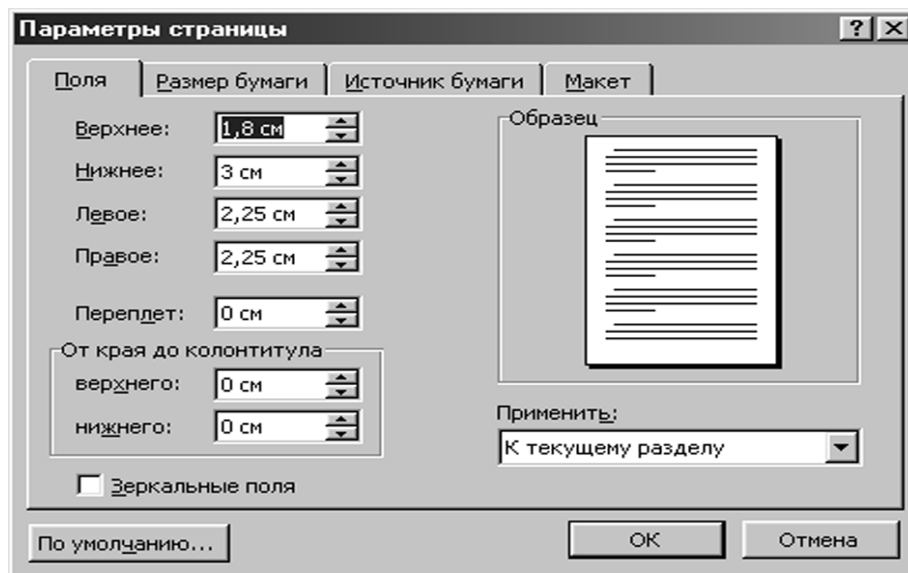 Параметры страницы
Поля Размер бумаги Источник бумаги Макет
Верхнее: 1,8 см
Нижнее: 3 см
Левое: 2,25 см
Правое: 2,25 см
Переплет: 0 см
От края до колонтитула
верхнего: 0 см
нижнего: 0 см
Зеркальные поля
Образец
Применить:
К текущему разделу
По умолчанию... ОК Отмена